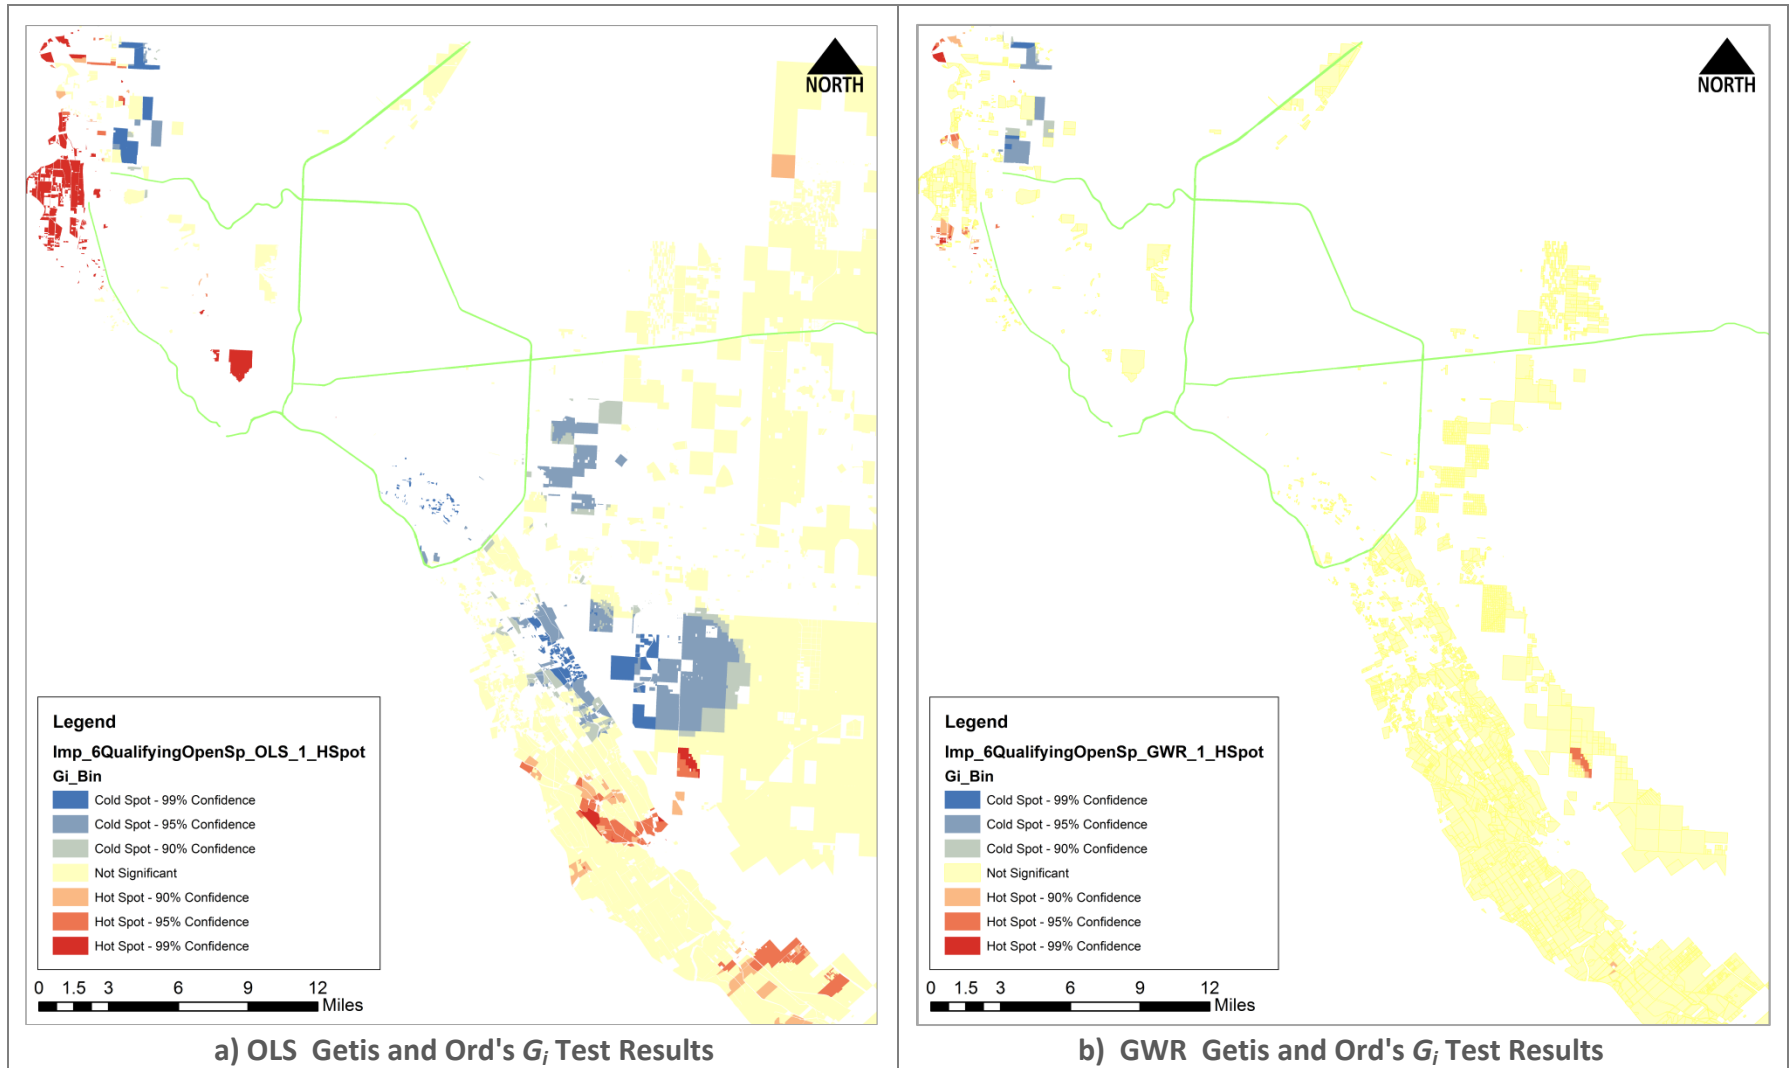 NORTH
Legend
Imp_6QualifyingOpenSp_OLS_1_HSpot
Gi_Bin
Cold Spot - 99% Confidence
Cold Spot - 95% Confidence
Cold Spot - 90% Confidence
Not Significant
Hot Spot - 90% Confidence
Hot Spot - 95% Confidence
Hot Spot - 99% Confidence
0 1.5 3 6 9 12
Miles
a) OLS Getis and Ord's Gi Test Results
NORTH
Legend
Imp_6QualifyingOpenSp_GWR_1_HSpot
Gi_Bin
Cold Spot - 99% Confidence
Cold Spot - 95% Confidence
Cold Spot - 90% Confidence
Not Significant
Hot Spot - 90% Confidence
Hot Spot - 95% Confidence
Hot Spot - 99% Confidence
0 1.5 3 6 9 12
Miles
b) GWR Getis and Ord's Gi Test Results